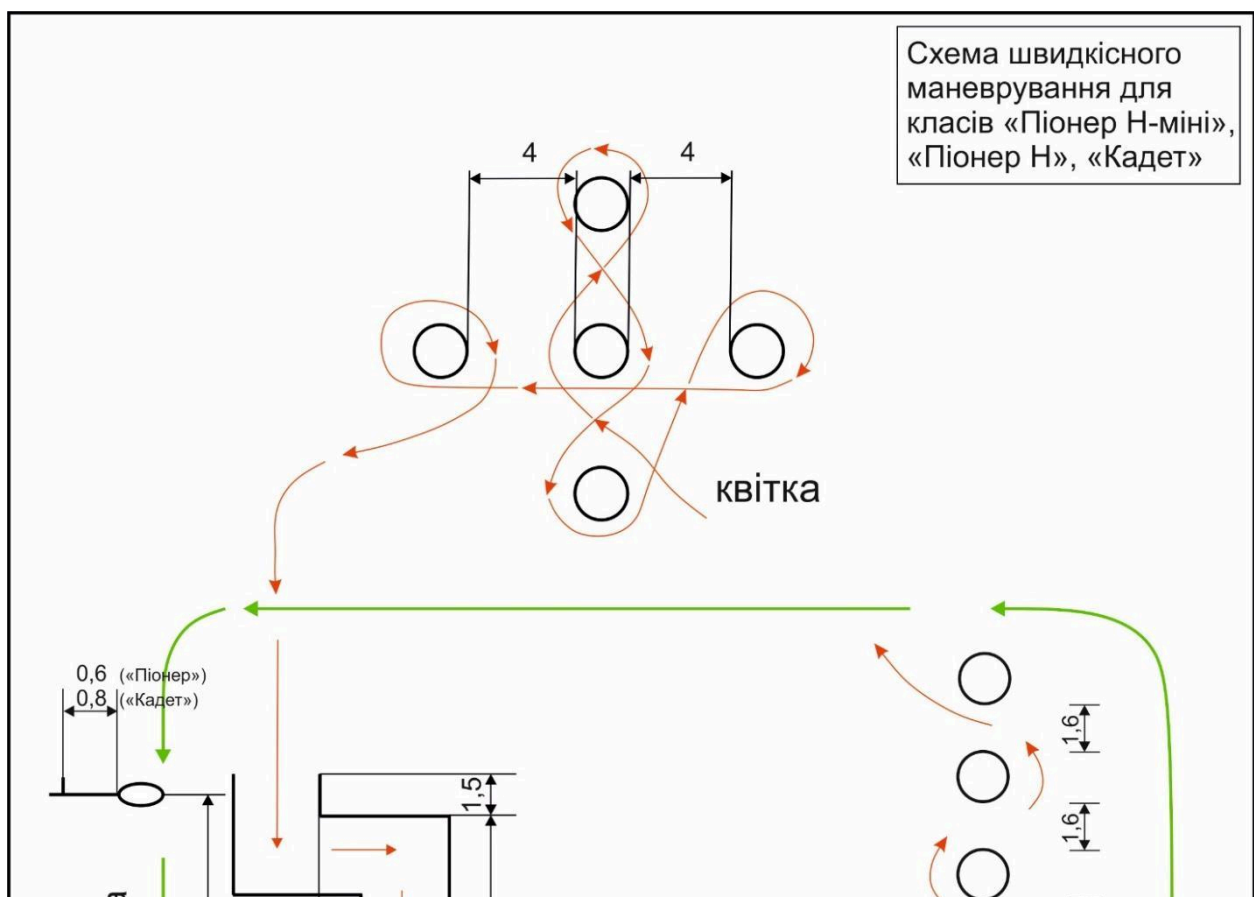 Схема швидкісного
маневрування для
класів «Піонер Н-міні»,
«Піонер Н», «Кадет»
4 4
квітка
0,6 («Піонер»)
0,8 («Кадет»)
1,6
1,5
1,6